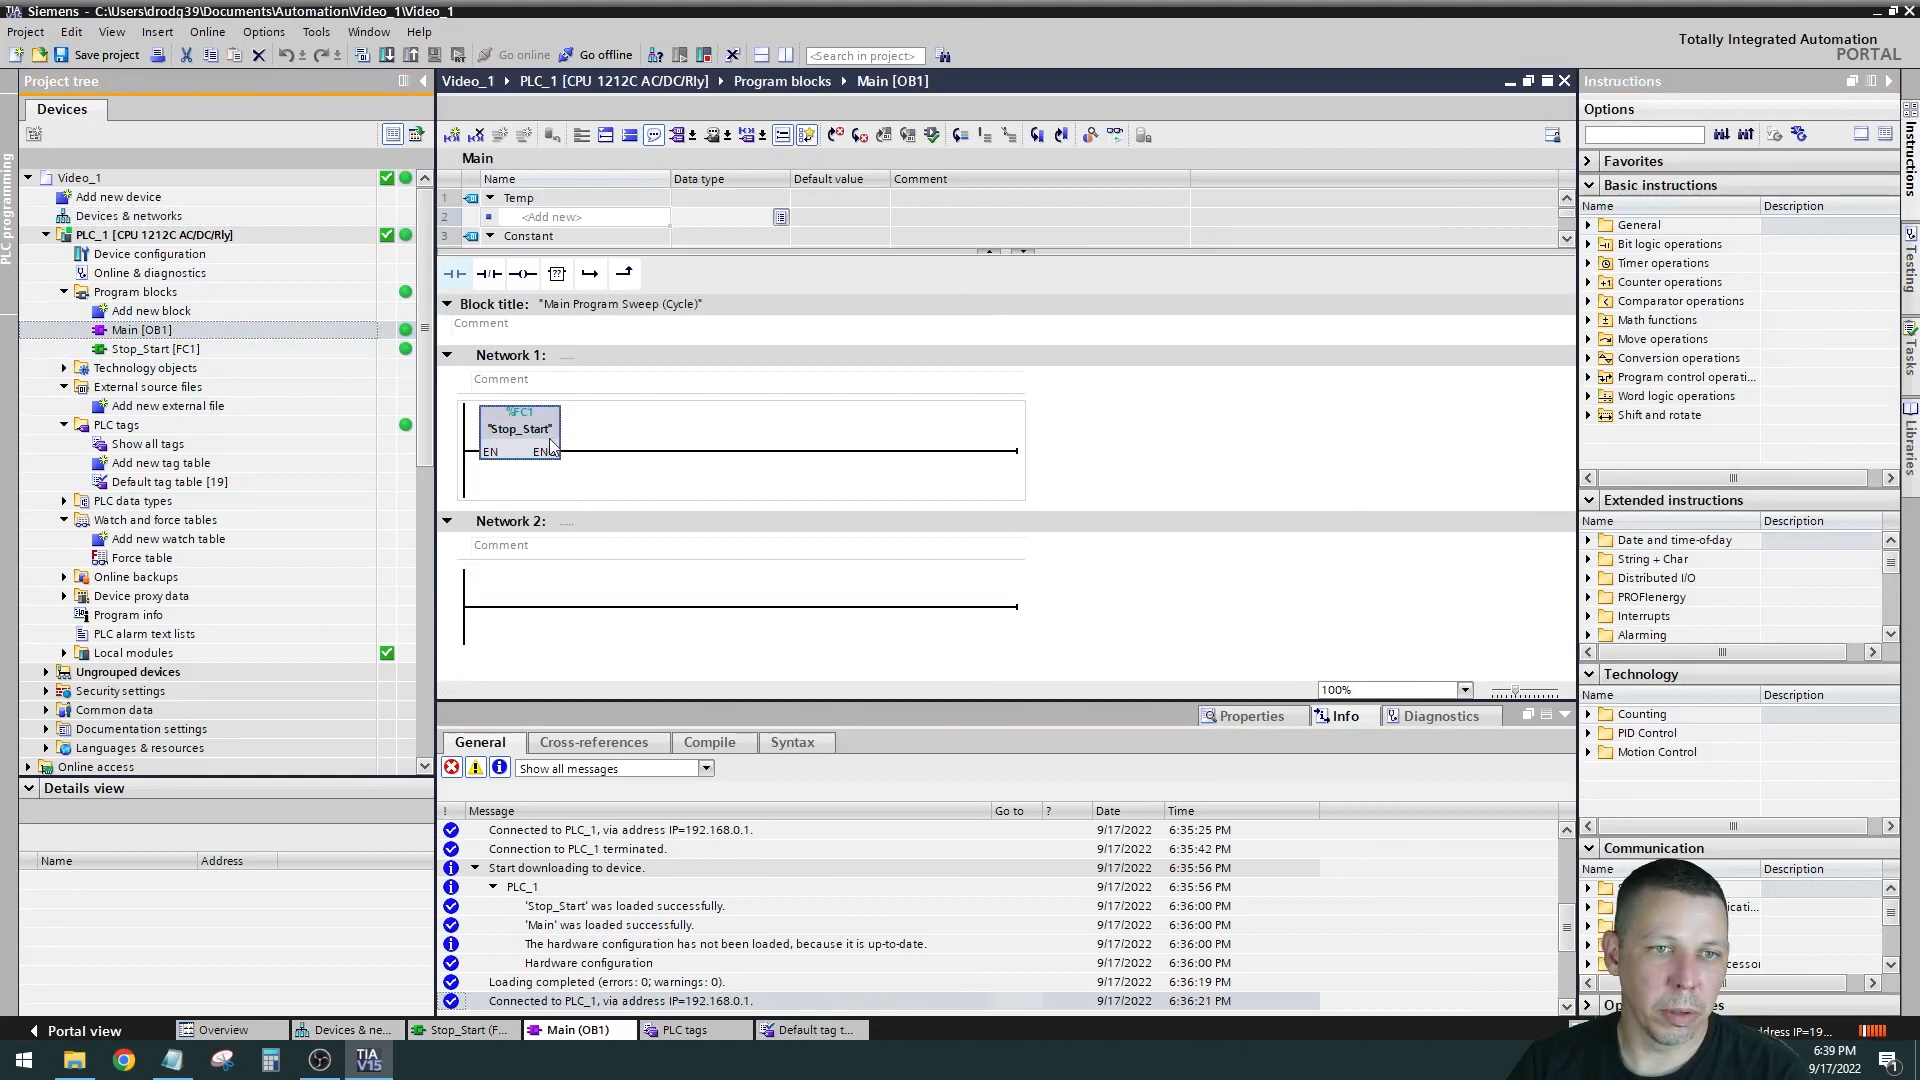 Siemens - C:\Users\drodg39\Documents\Automation\Video_1\Video_1
Project Edit View Insert Online Options Tools Window Help
Totally Integrated Automation
PORTAL
Save project
Go online
Go offline
<Search in project>
Project tree
Devices
PLC programming
Video_1
Add new device
Devices & networks
PLC_1 [CPU 1212C AC/DC/Rly]
Device configuration
Online & diagnostics
Program blocks
Add new block
Main [OB1]
Stop_Start [FC1]
Technology objects
External source files
Add new external file
PLC tags
Show all tags
Add new tag table
Default tag table [19]
PLC data types
Watch and force tables
Add new watch table
Force table
Online backups
Device proxy data
Program info
PLC alarm text lists
Local modules
Ungrouped devices
Security settings
Common data
Documentation settings
Languages & resources
Online access
Details view
Name Address
Video_1 PLC_1 [CPU 1212C AC/DC/Rly] Program blocks Main [OB1]
Main
Name Data type Default value Comment
1 Temp
2 <Add new>
3 Constant
Block title: "Main Program Sweep (Cycle)"
Comment
Network 1: .....
Comment
%FC1
"Stop_Start"
EN EN
Network 2: .....
Comment
100%
Properties Info Diagnostics
General Cross-references Compile Syntax
Show all messages
! Message Go to ? Date Time
Connected to PLC_1, via address IP=192.168.0.1. 9/17/2022 6:35:25 PM
Connection to PLC_1 terminated. 9/17/2022 6:35:42 PM
Start downloading to device. 9/17/2022 6:35:56 PM
PLC_1 9/17/2022 6:35:56 PM
'Stop_Start' was loaded successfully. 9/17/2022 6:36:00 PM
'Main' was loaded successfully. 9/17/2022 6:36:00 PM
The hardware configuration has not been loaded, because it is up-to-date. 9/17/2022 6:36:00 PM
Hardware configuration 9/17/2022 6:36:00 PM
Loading completed (errors: 0; warnings: 0). 9/17/2022 6:36:19 PM
Connected to PLC_1, via address IP=192.168.0.1. 9/17/2022 6:36:21 PM
Instructions
Options
Favorites
Basic instructions
Name Description
General
Bit logic operations
Timer operations
Counter operations
Comparator operations
Math functions
Move operations
Conversion operations
Program control operati...
Word logic operations
Shift and rotate
Extended instructions
Name Description
Date and time-of-day
String + Char
Distributed I/O
PROFIenergy
Interrupts
Alarming
Technology
Name Description
Counting
PID Control
Motion Control
Communication
Name Description
Instructions
Testing
Tasks
Libraries
Portal view
Overview
Devices & ne...
Stop_Start (F...
Main (OB1)
PLC tags
Default tag t...
ddress IP=19...
TIA
V15
6:39 PM
9/17/2022
1